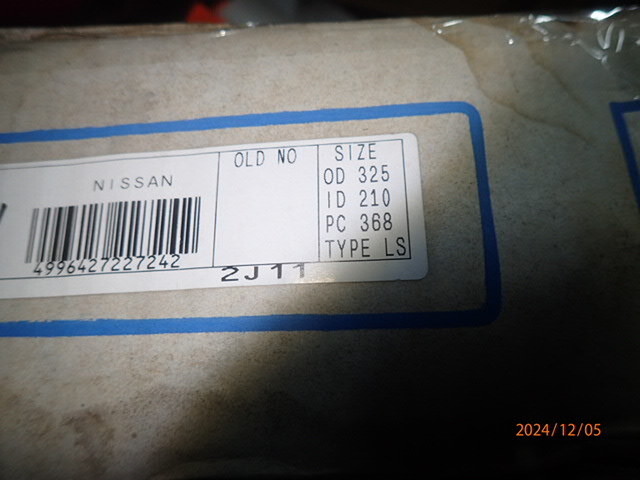 NISSAN
4996427227242
OLD NO
2J11
SIZE
OD 325
ID 210
PC 368
TYPE LS
2024/12/05